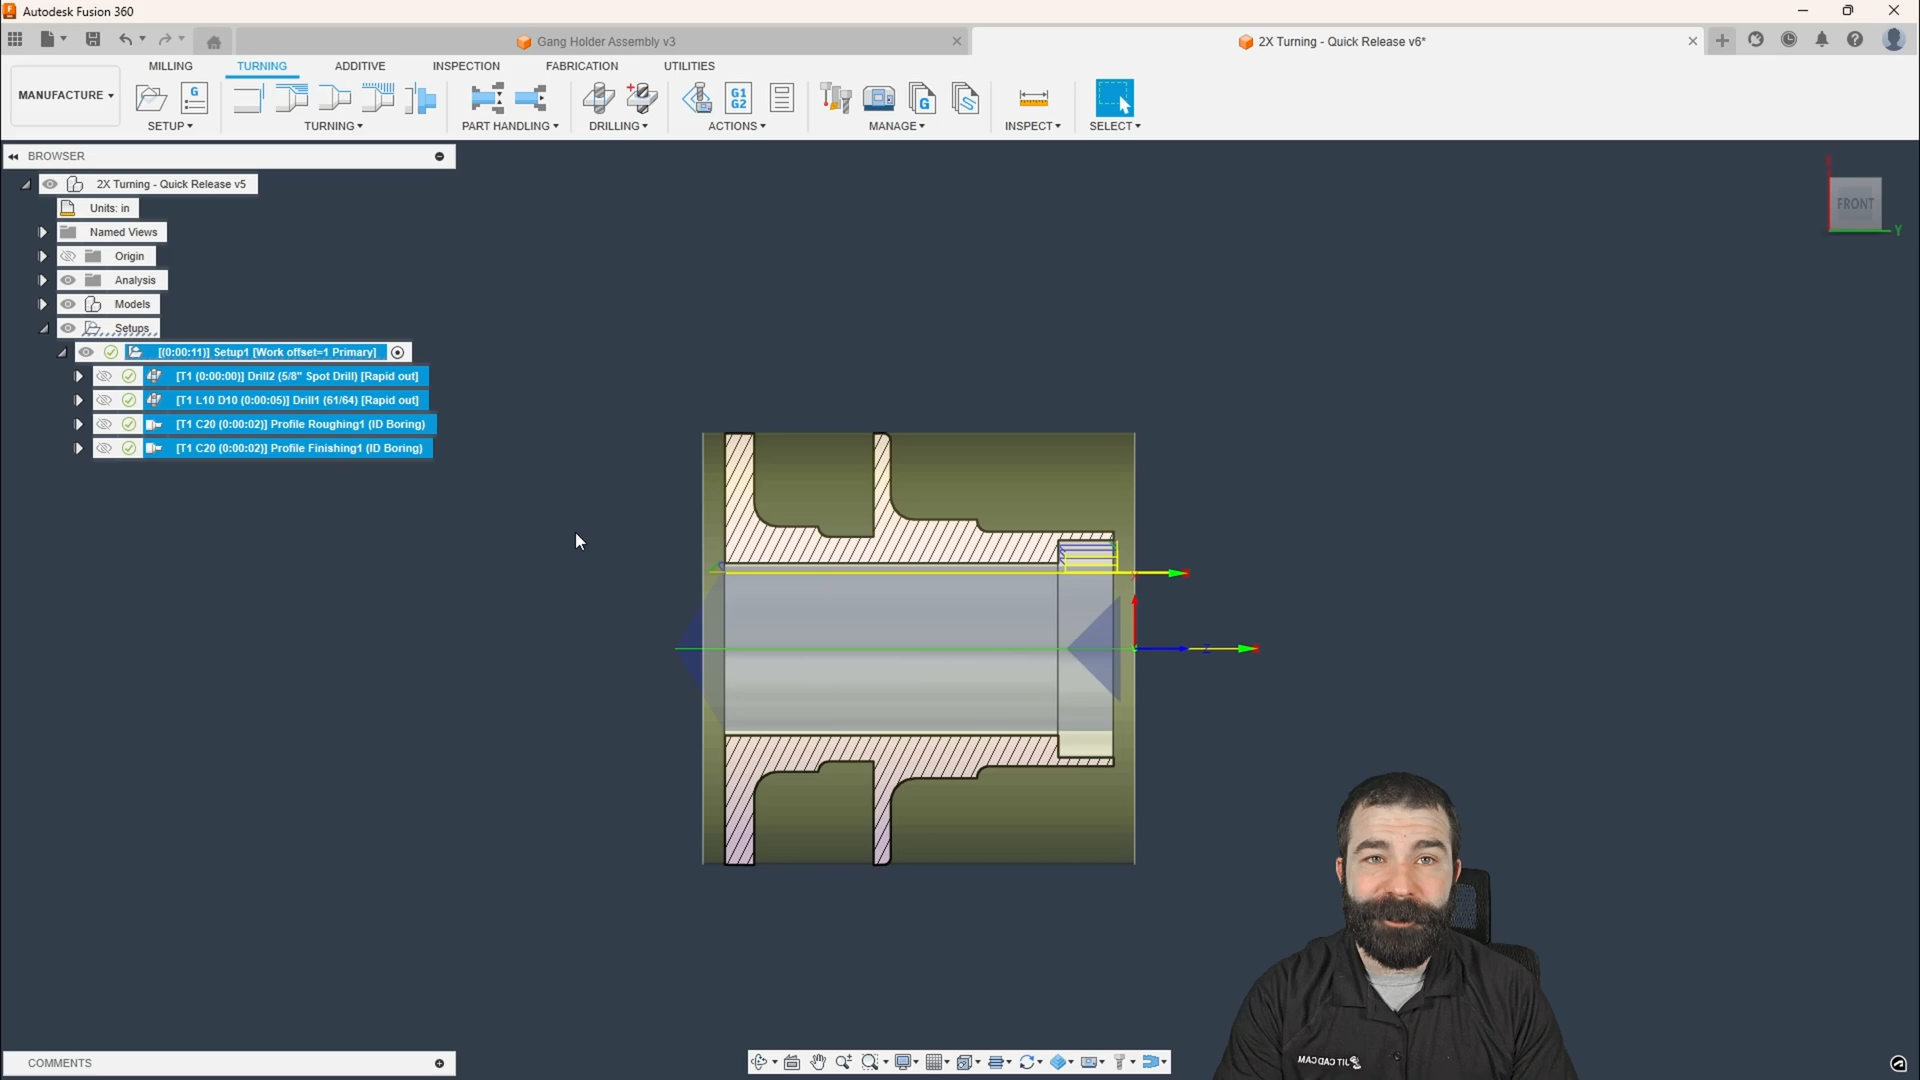 Autodesk Fusion 360
Gang Holder Assembly v3
2X Turning - Quick Release v6*
MILLING TURNING ADDITIVE INSPECTION FABRICATION UTILITIES
MANUFACTURE
G
G1
G2
G
SETUP TURNING PART HANDLING DRILLING ACTIONS MANAGE INSPECT SELECT
BROWSER
2X Turning - Quick Release v5
Units: in
Named Views
Origin
Analysis
Models
Setups
[(0:00:11)] Setup1 [Work offset=1 Primary]
[T1 (0:00:00)] Drill2 (5/8" Spot Drill) [Rapid out]
[T1 L10 D10 (0:00:05)] Drill1 (61/64) [Rapid out]
[T1 C20 (0:00:02)] Profile Roughing1 (ID Boring)
[T1 C20 (0:00:02)] Profile Finishing1 (ID Boring)
FRONT
Y
Z
JIT CADCAM
COMMENTS